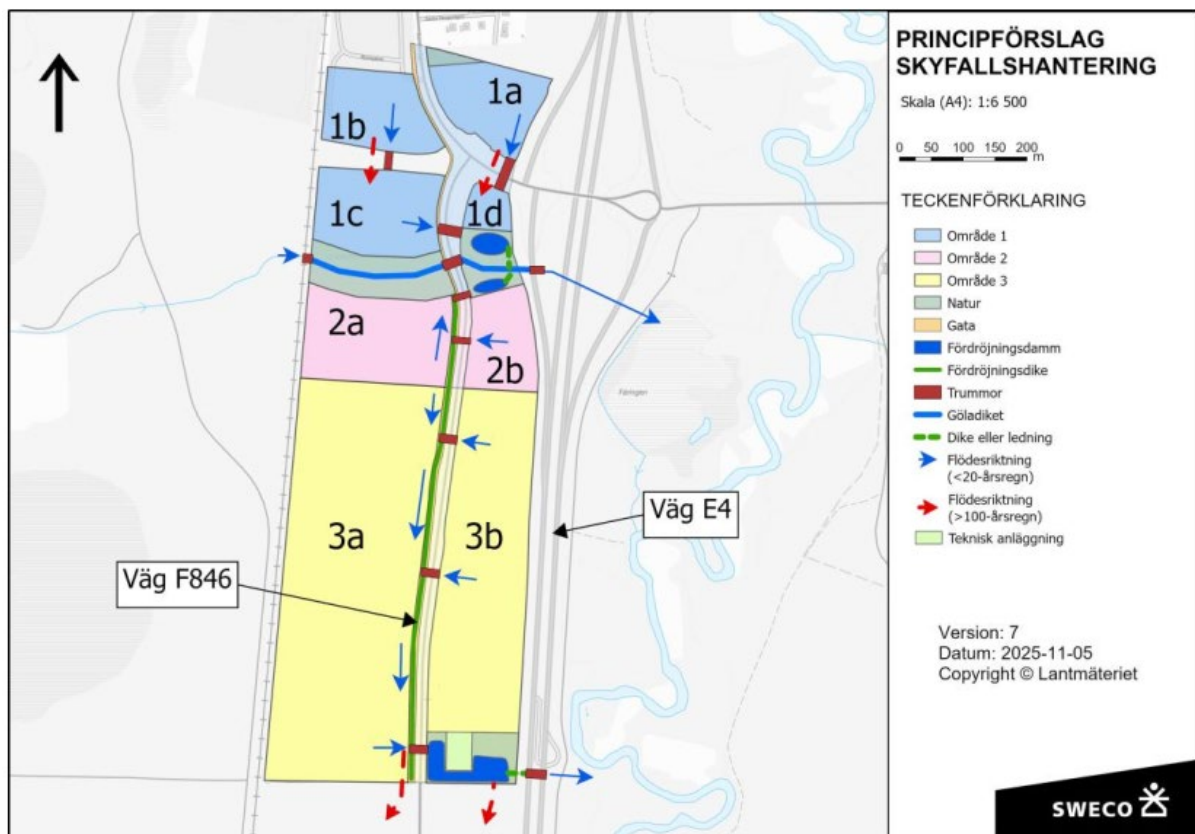 PRINCIPFÖRSLAG
SKYFALLSHANTERING
Skala (A4): 1:6 500
0 50 100 150 200
m
TECKENFÖRKLARING
Område 1
Område 2
Område 3
Natur
Gata
Fördröjningsdamm
Fördröjningsdike
Trummor
Göladiket
Dike eller ledning
Flödesriktning
(<20-årsregn)
Flödesriktning
(>100-årsregn)
Teknisk anläggning
Version: 7
Datum: 2025-11-05
Copyright © Lantmäteriet
SWECO
1a
1b
1c
1d
2a
2b
3a
3b
Väg E4
Väg F846